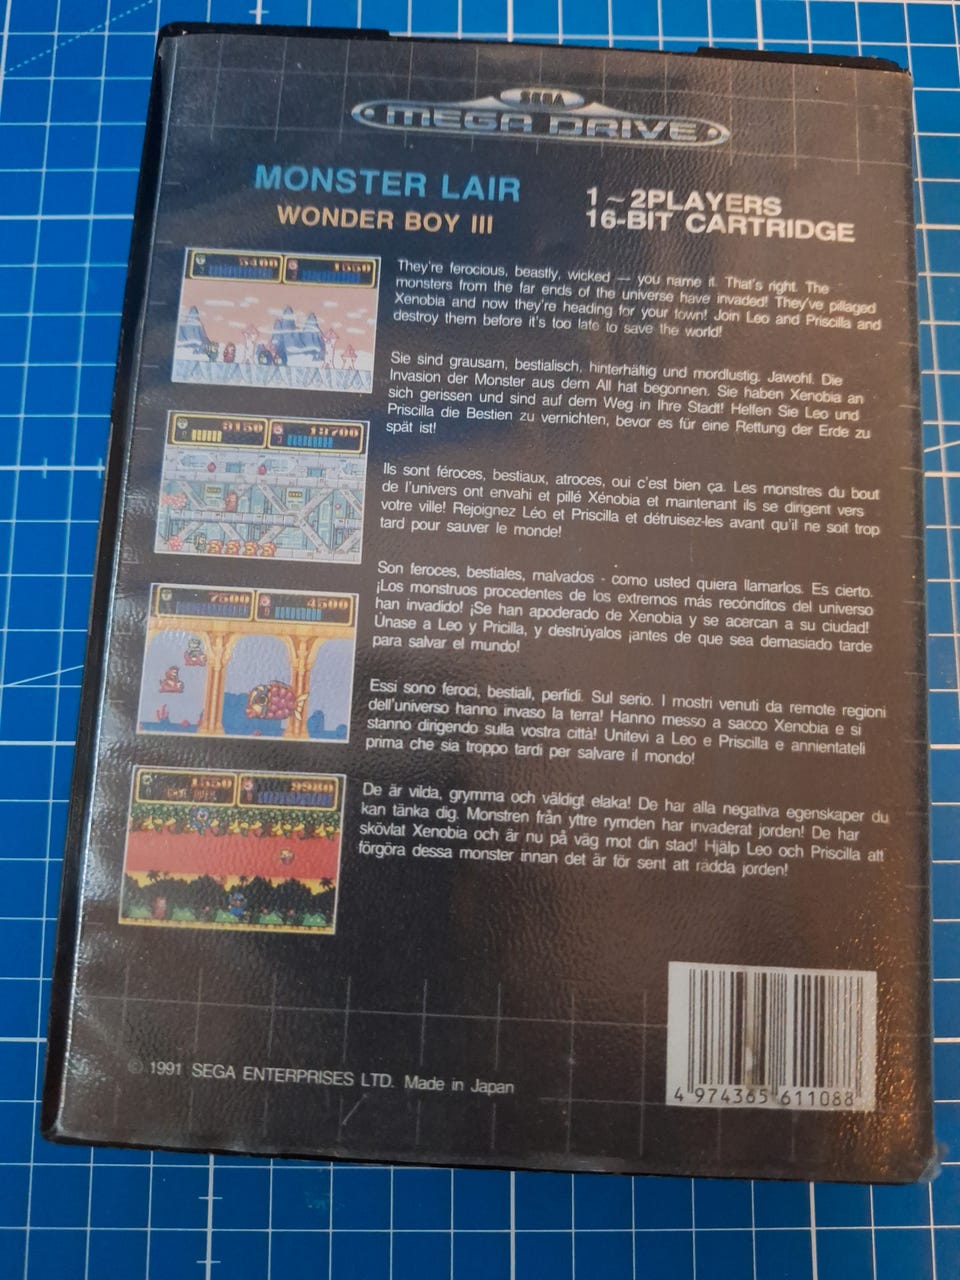 SEGA
MEGA DRIVE
MONSTER LAIR
WONDER BOY III
1~2PLAYERS
16-BIT CARTRIDGE
They're ferocious, beastly, wicked — you name it. That's right. The
monsters from the far ends of the universe have invaded! They've pillaged
Xenobia and now they're heading for your town! Join Leo and Priscilla and
destroy them before it's too late to save the world!
Sie sind grausam, bestialisch, hinterhältig und mordlustig. Jawohl. Die
Invasion der Monster aus dem All hat begonnen. Sie haben Xenobia an
sich gerissen und sind auf dem Weg in Ihre Stadt! Helfen Sie Leo und
Priscilla die Bestien zu vernichten, bevor es für eine Rettung der Erde zu
spät ist!
Ils sont féroces, bestiaux, atroces, oui c'est bien ça. Les monstres du bout
de l'univers ont envahi et pillé Xénobia et maintenant ils se dirigent vers
votre ville! Rejoignez Léo et Priscilla et détruisez-les avant qu'il ne soit trop
tard pour sauver le monde!
Son feroces, bestiales, malvados - como usted quiera llamarlos. Es cierto.
¡Los monstruos procedentes de los extremos más recónditos del universo
han invadido! ¡Se han apoderado de Xenobia y se acercan a su ciudad!
Únase a Leo y Pricilla, y destrúyalos ¡antes de que sea demasiado tarde
para salvar el mundo!
Essi sono feroci, bestiali, perfidi. Sul serio. I mostri venuti da remote regioni
dell'universo hanno invaso la terra! Hanno messo a sacco Xenobia e si
stanno dirigendo sulla vostra città! Unitevi a Leo e Priscilla e annientateli
prima che sia troppo tardi per salvare il mondo!
De är vilda, grymma och väldigt elaka! De har alla negativa egenskaper du
kan tänka dig. Monstren från yttre rymden har invaderat jorden! De har
skövlat Xenobia och är nu på väg mot din stad! Hjälp Leo och Priscilla att
förgöra dessa monster innan det är för sent att rädda jorden!
5400 1550
3150 13700
7500 4500
1550 9980
© 1991 SEGA ENTERPRISES LTD. Made in Japan
4 974365 611088